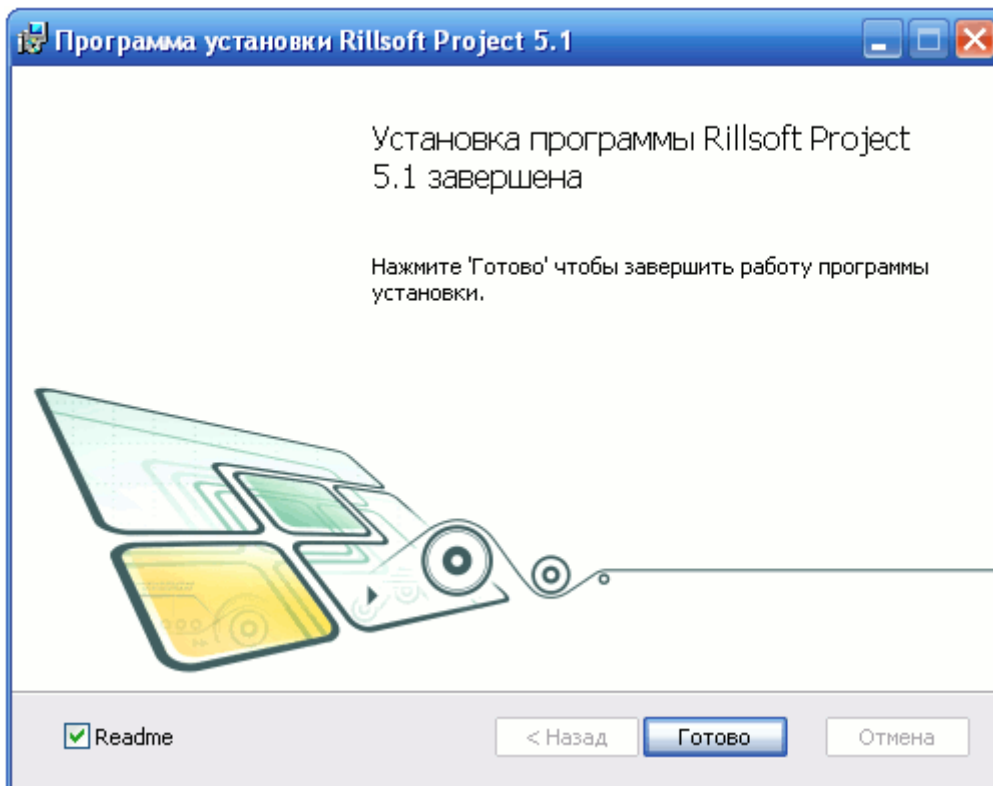 Программа установки Rillsoft Project 5.1
Установка программы Rillsoft Project
5.1 завершена
Нажмите 'Готово' чтобы завершить работу программы
установки.
Readme
< Назад
Готово
Отмена